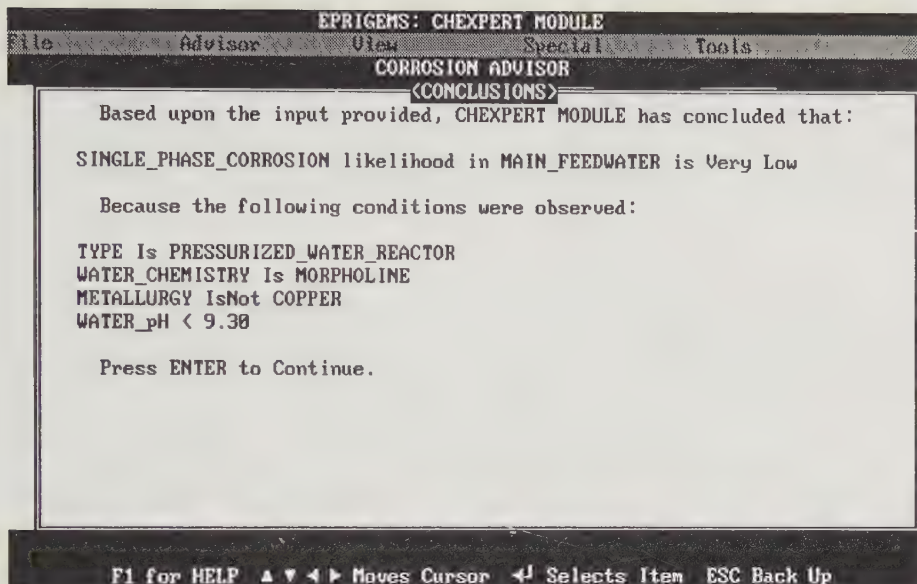 EPRIGEMS: CHEXPERT MODULE
File Advisor View Special Tools
CORROSION ADVISOR
<CONCLUSIONS>
Based upon the input provided, CHEXPERT MODULE has concluded that:
SINGLE_PHASE_CORROSION likelihood in MAIN_FEEDWATER is Very Low
Because the following conditions were observed:
TYPE Is PRESSURIZED_WATER_REACTOR
WATER_CHEMISTRY Is MORPHOLINE
METALLURGY IsNot COPPER
WATER_pH < 9.30
Press ENTER to Continue.
F1 for HELP ▲ ▼ ◄ ► Moves Cursor ↵ Selects Item ESC Back Up